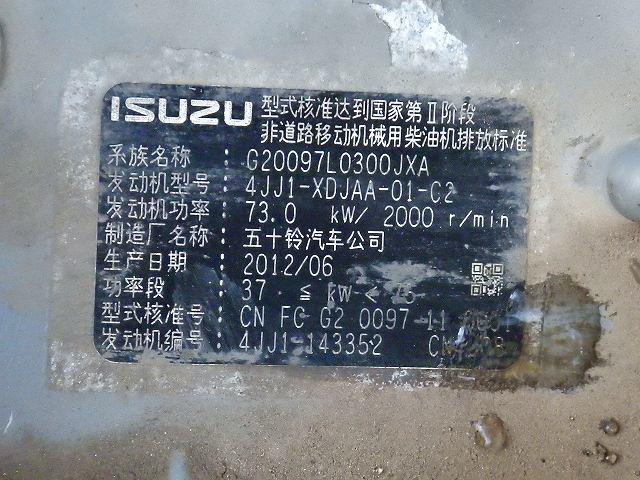 ISUZU 型式核准达到国家第Ⅱ阶段
非道路移动机械用柴油机排放标准
系族名称 : G20097L0300JXA
发动机型号 : 4JJ1-XDJAA-01-C2
发动机功率 : 73.0 kW/ 2000 r/min
制造厂名称 : 五十铃汽车公司
生产日期 : 2012/06
功率段 : 37 ≤ kW < 75
型式核准号 : CN FC G2 0097
发动机编号 : 4JJ1-143352